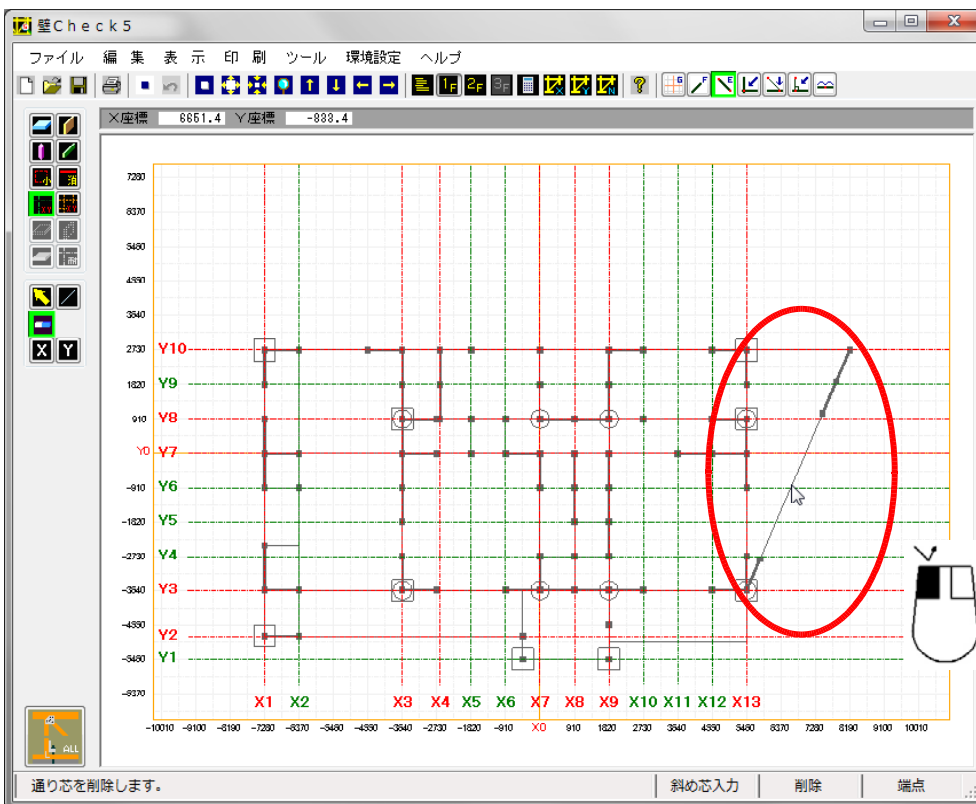 壁Check5
ファイル 編 集 表 示 印 刷 ツール 環境設定 ヘルプ
1F 2F 3F ? G F E
X座標 6651.4 Y座標 -833.4
小 消
X Y
7280
6370
5460
4550
3640
2730 Y10
1820 Y9
910 Y8
Y0 Y7
-910 Y6
-1820 Y5
-2730 Y4
-3640 Y3
-4550 Y2
-5460 Y1
-6370
X1 X2 X3 X4 X5 X6 X7 X8 X9 X10 X11 X12 X13
-10010 -9100 -8190 -7280 -6370 -5460 -4550 -3640 -2730 -1820 -910 X0 910 1820 2730 3640 4550 5460 6370 7280 8190 9100 10010
ALL
通り芯を削除します。 斜め芯入力 削除 端点